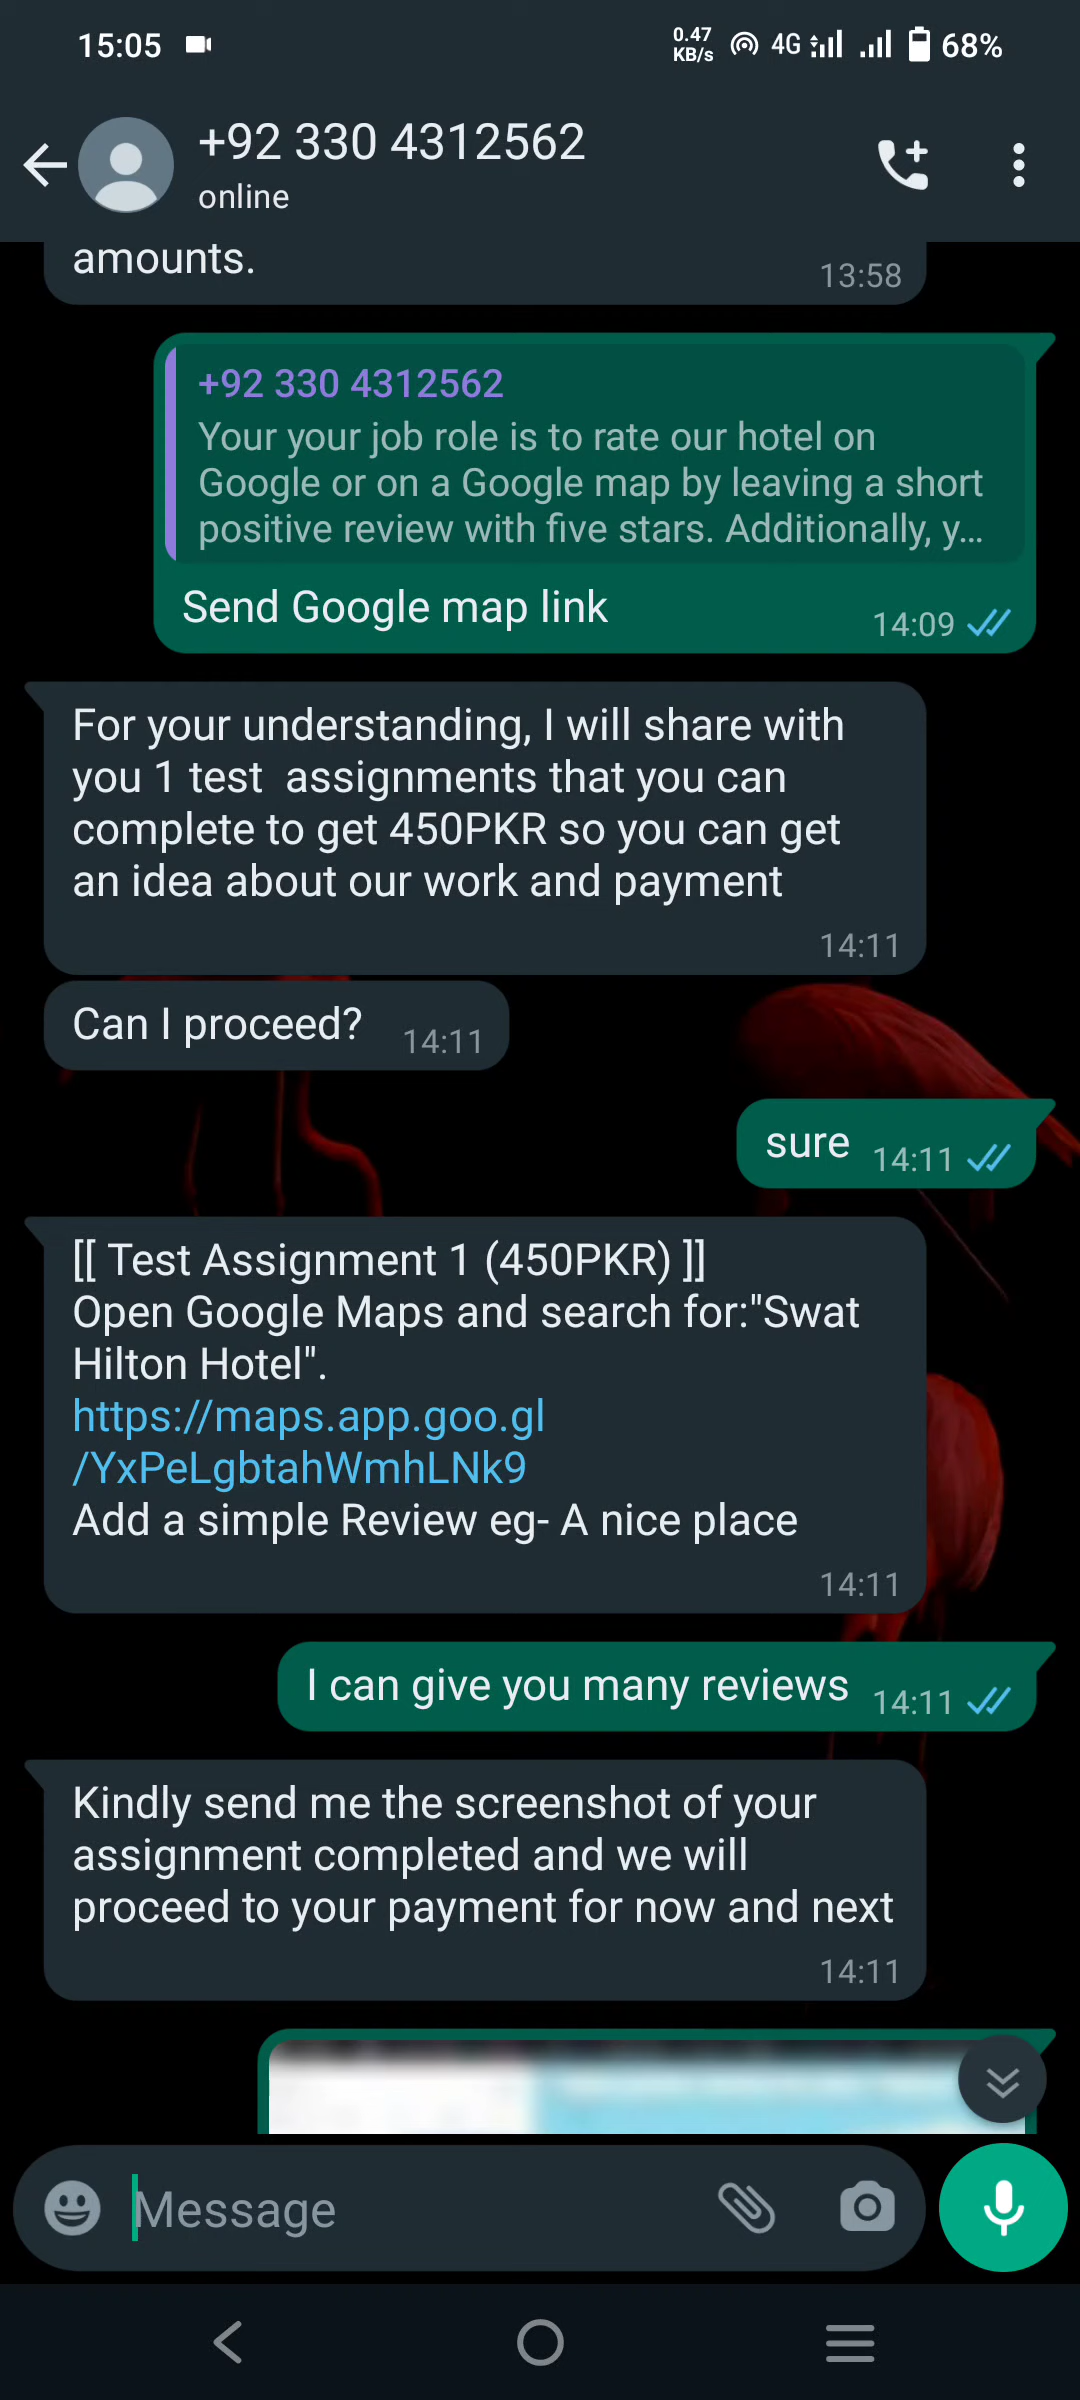 15:05
0.47
KB/s
4G
68%
+92 330 4312562
online
amounts.
13:58
+92 330 4312562
Your your job role is to rate our hotel on
Google or on a Google map by leaving a short
positive review with five stars. Additionally, y...
Send Google map link
14:09
For your understanding, I will share with
you 1 test  assignments that you can
complete to get 450PKR so you can get
an idea about our work and payment
14:11
Can I proceed?
14:11
sure
14:11
[[ Test Assignment 1 (450PKR) ]]
Open Google Maps and search for:"Swat
Hilton Hotel".
https://maps.app.goo.gl
/YxPeLgbtahWmhLNk9
Add a simple Review eg- A nice place
14:11
I can give you many reviews
14:11
Kindly send me the screenshot of your
assignment completed and we will
proceed to your payment for now and next
14:11
Message